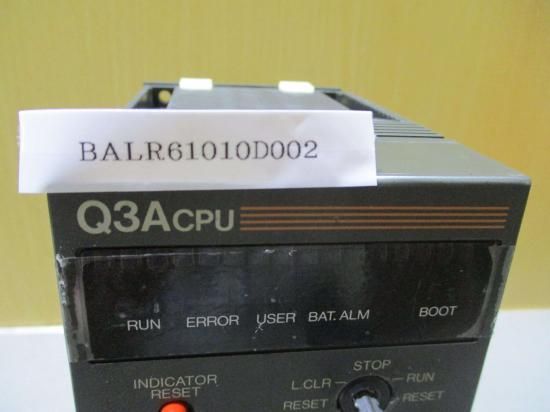 BALR61010D002
Q3ACPU
RUN ERROR USER BAT.ALM BOOT
INDICATOR RESET
STOP
L.CLR RUN
RESET RESET